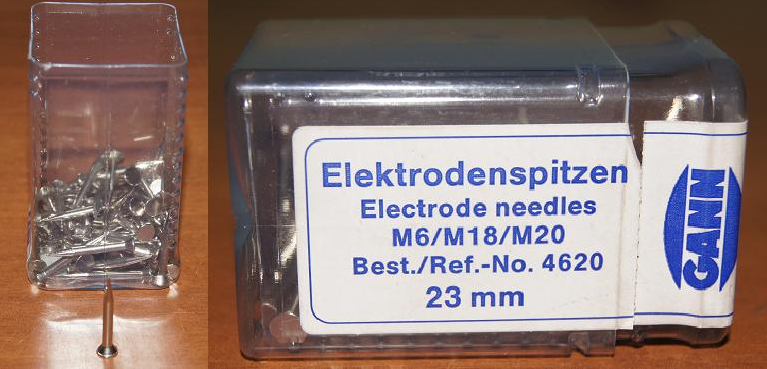 Elektrodenspitzen
Electrode needles
M6/M18/M20
Best./Ref.-No. 4620
23 mm
GANN